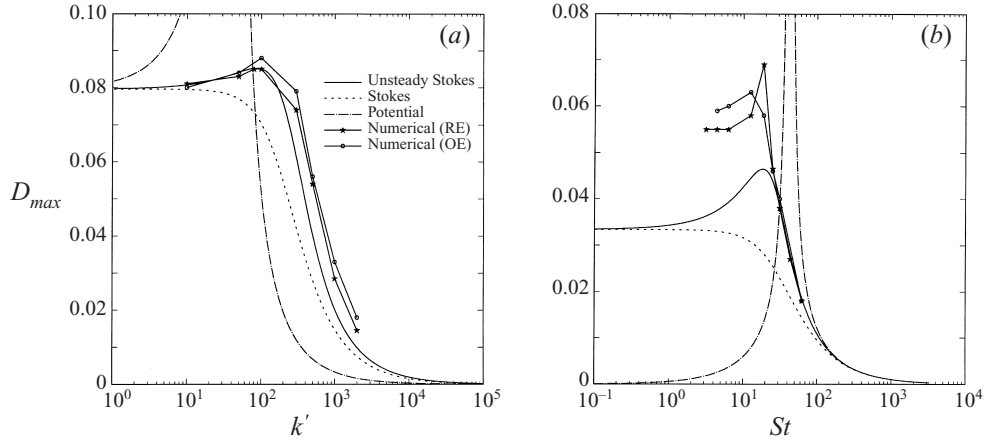 (a)
0.10
0.08
0.06
0.04
0.02
0
D_max
Unsteady Stokes
Stokes
Potential
Numerical (RE)
Numerical (OE)
10^0
10^1
10^2
10^3
10^4
10^5
k'
(b)
0.08
0.06
0.04
0.02
0
10^-1
10^0
10^1
10^2
10^3
10^4
St